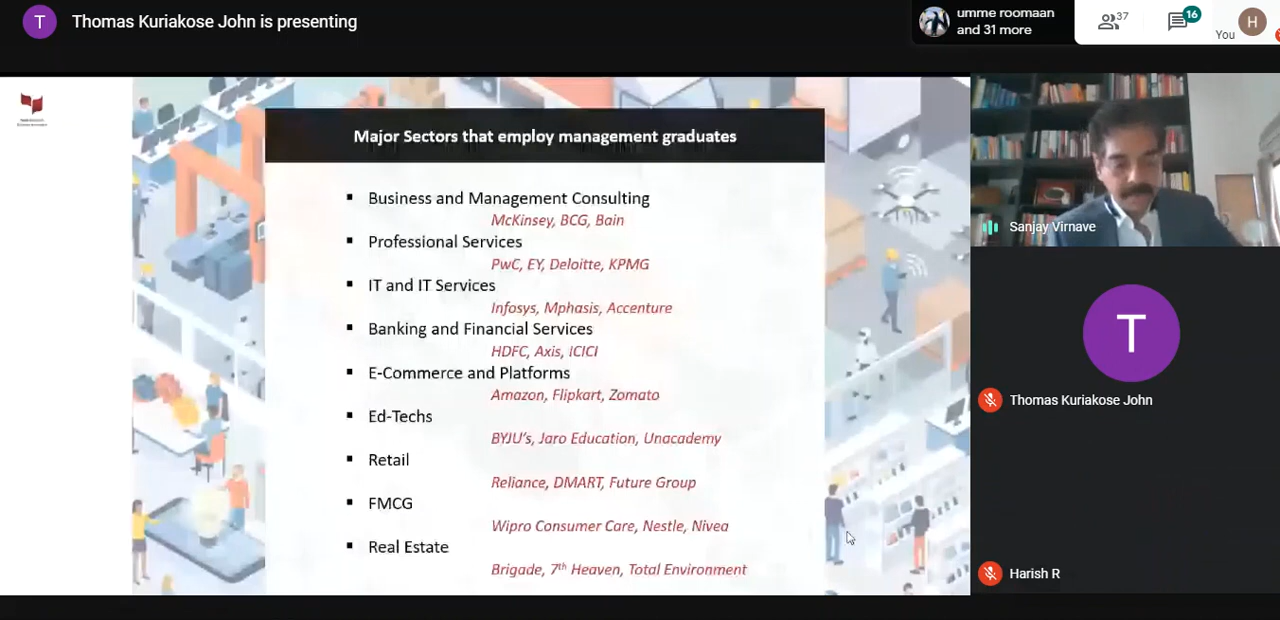 T
Thomas Kuriakose John is presenting
umme roomaan
and 31 more
37
16
You
H
Major Sectors that employ management graduates
▪ Business and Management Consulting
McKinsey, BCG, Bain
▪ Professional Services
PwC, EY, Deloitte, KPMG
▪ IT and IT Services
Infosys, Mphasis, Accenture
▪ Banking and Financial Services
HDFC, Axis, ICICI
▪ E-Commerce and Platforms
Amazon, Flipkart, Zomato
▪ Ed-Techs
BYJU's, Jaro Education, Unacademy
▪ Retail
Reliance, DMART, Future Group
▪ FMCG
Wipro Consumer Care, Nestle, Nivea
▪ Real Estate
Brigade, 7th Heaven, Total Environment
Sanjay Virnave
T
Thomas Kuriakose John
Harish R